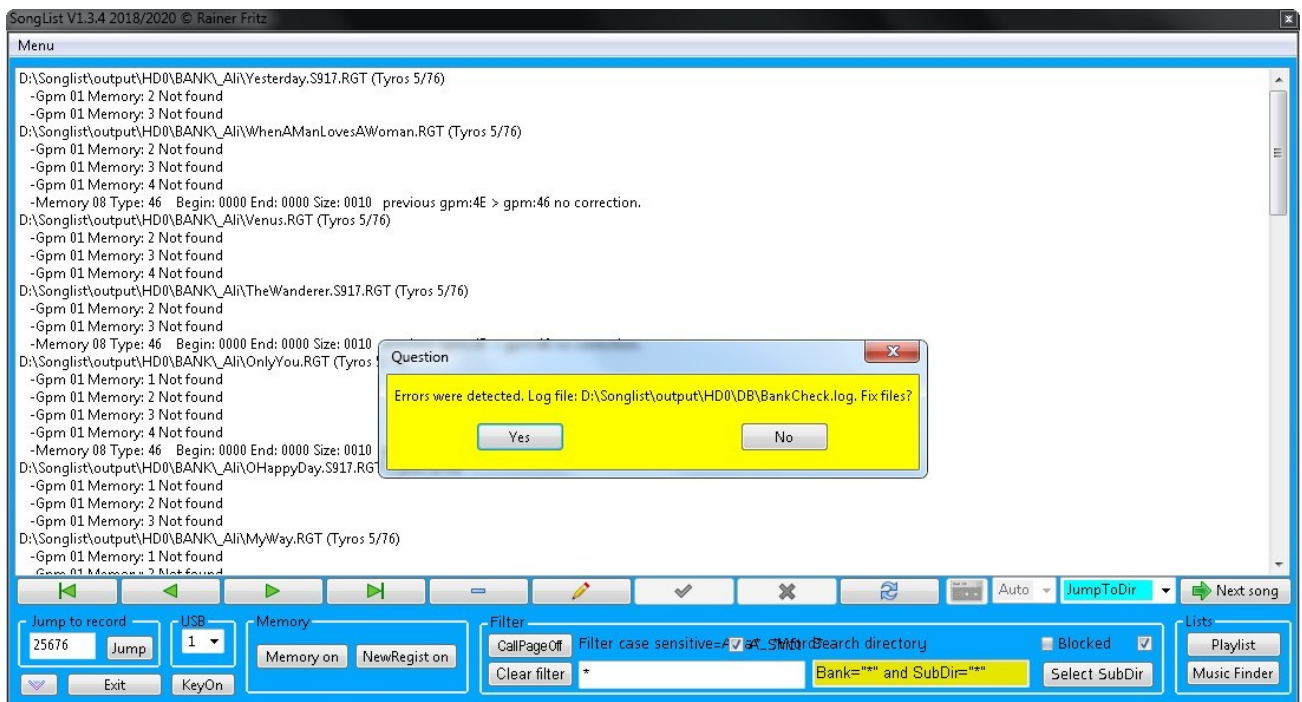 SongList V1.3.4 2018/2020 © Rainer Fritz
Menu
D:\Songlist\output\HD0\BANK\_Ali\Yesterday.S917.RGT (Tyros 5/76)
-Gpm 01 Memory: 2 Not found
-Gpm 01 Memory: 3 Not found
D:\Songlist\output\HD0\BANK\_Ali\WhenAManLovesAWoman.RGT (Tyros 5/76)
-Gpm 01 Memory: 2 Not found
-Gpm 01 Memory: 3 Not found
-Gpm 01 Memory: 4 Not found
-Memory 08 Type: 46 Begin: 0000 End: 0000 Size: 0010 previous gpm:4E > gpm:46 no correction.
D:\Songlist\output\HD0\BANK\_Ali\Venus.RGT (Tyros 5/76)
-Gpm 01 Memory: 2 Not found
-Gpm 01 Memory: 3 Not found
-Gpm 01 Memory: 4 Not found
D:\Songlist\output\HD0\BANK\_Ali\TheWanderer.S917.RGT (Tyros 5/76)
-Gpm 01 Memory: 2 Not found
-Gpm 01 Memory: 3 Not found
-Memory 08 Type: 46 Begin: 0000 End: 0000 Size: 0010
D:\Songlist\output\HD0\BANK\_Ali\OnlyYou.RGT (Tyros
-Gpm 01 Memory: 1 Not found
-Gpm 01 Memory: 2 Not found
-Gpm 01 Memory: 3 Not found
-Gpm 01 Memory: 4 Not found
-Memory 08 Type: 46 Begin: 0000 End: 0000 Size: 0010
D:\Songlist\output\HD0\BANK\_Ali\OHappyDay.S917.RGT
-Gpm 01 Memory: 1 Not found
-Gpm 01 Memory: 2 Not found
-Gpm 01 Memory: 3 Not found
D:\Songlist\output\HD0\BANK\_Ali\MyWay.RGT (Tyros 5/76)
-Gpm 01 Memory: 1 Not found
-Gpm 01 Memory: 2 Not found
Question
Errors were detected. Log file: D:\Songlist\output\HD0\DB\BankCheck.log. Fix files?
Yes No
Auto JumpToDir Next song
Jump to record USB Memory Filter Lists
25676 Jump 1 Memory on NewRegist on
CallPageOff Filter case sensitive= Search directory Blocked Playlist
Clear filter * Bank="*" and SubDir="*" Select SubDir Music Finder
Exit KeyOn